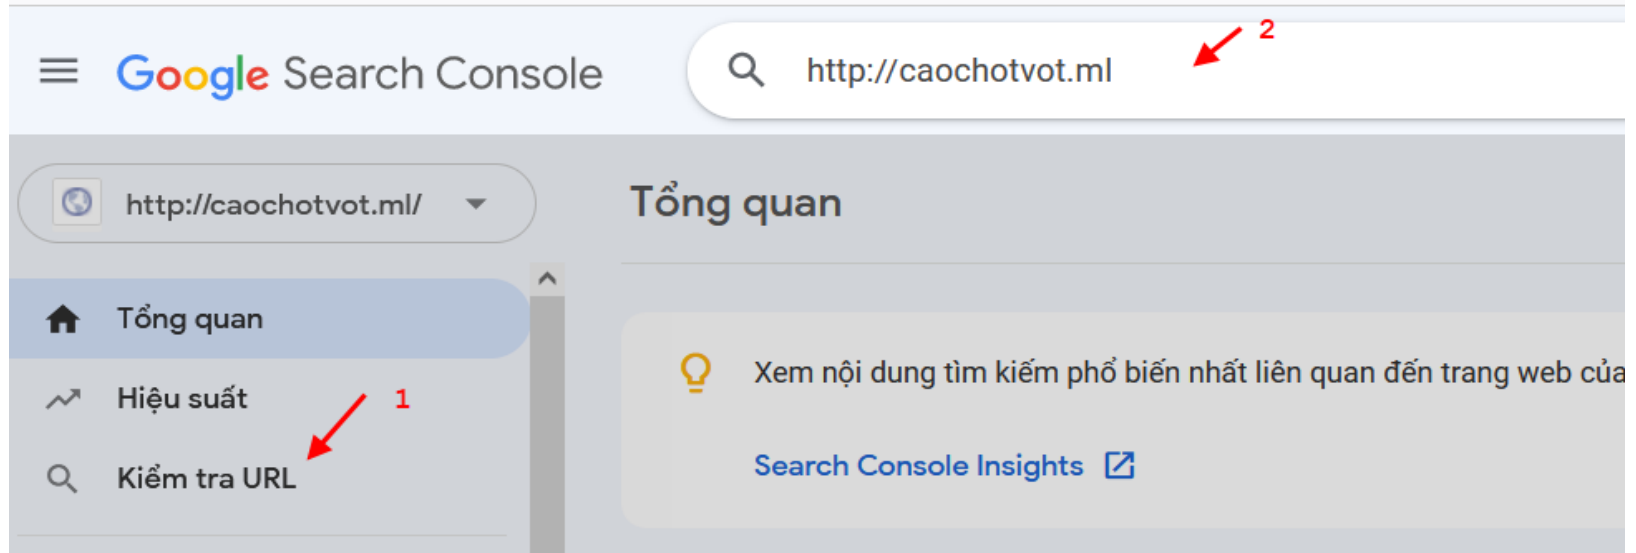 Google Search Console
http://caochotvot.ml
2
http://caochotvot.ml/
Tổng quan
Tổng quan
Hiệu suất
1
Kiểm tra URL
Xem nội dung tìm kiếm phổ biến nhất liên quan đến trang web của
Search Console Insights